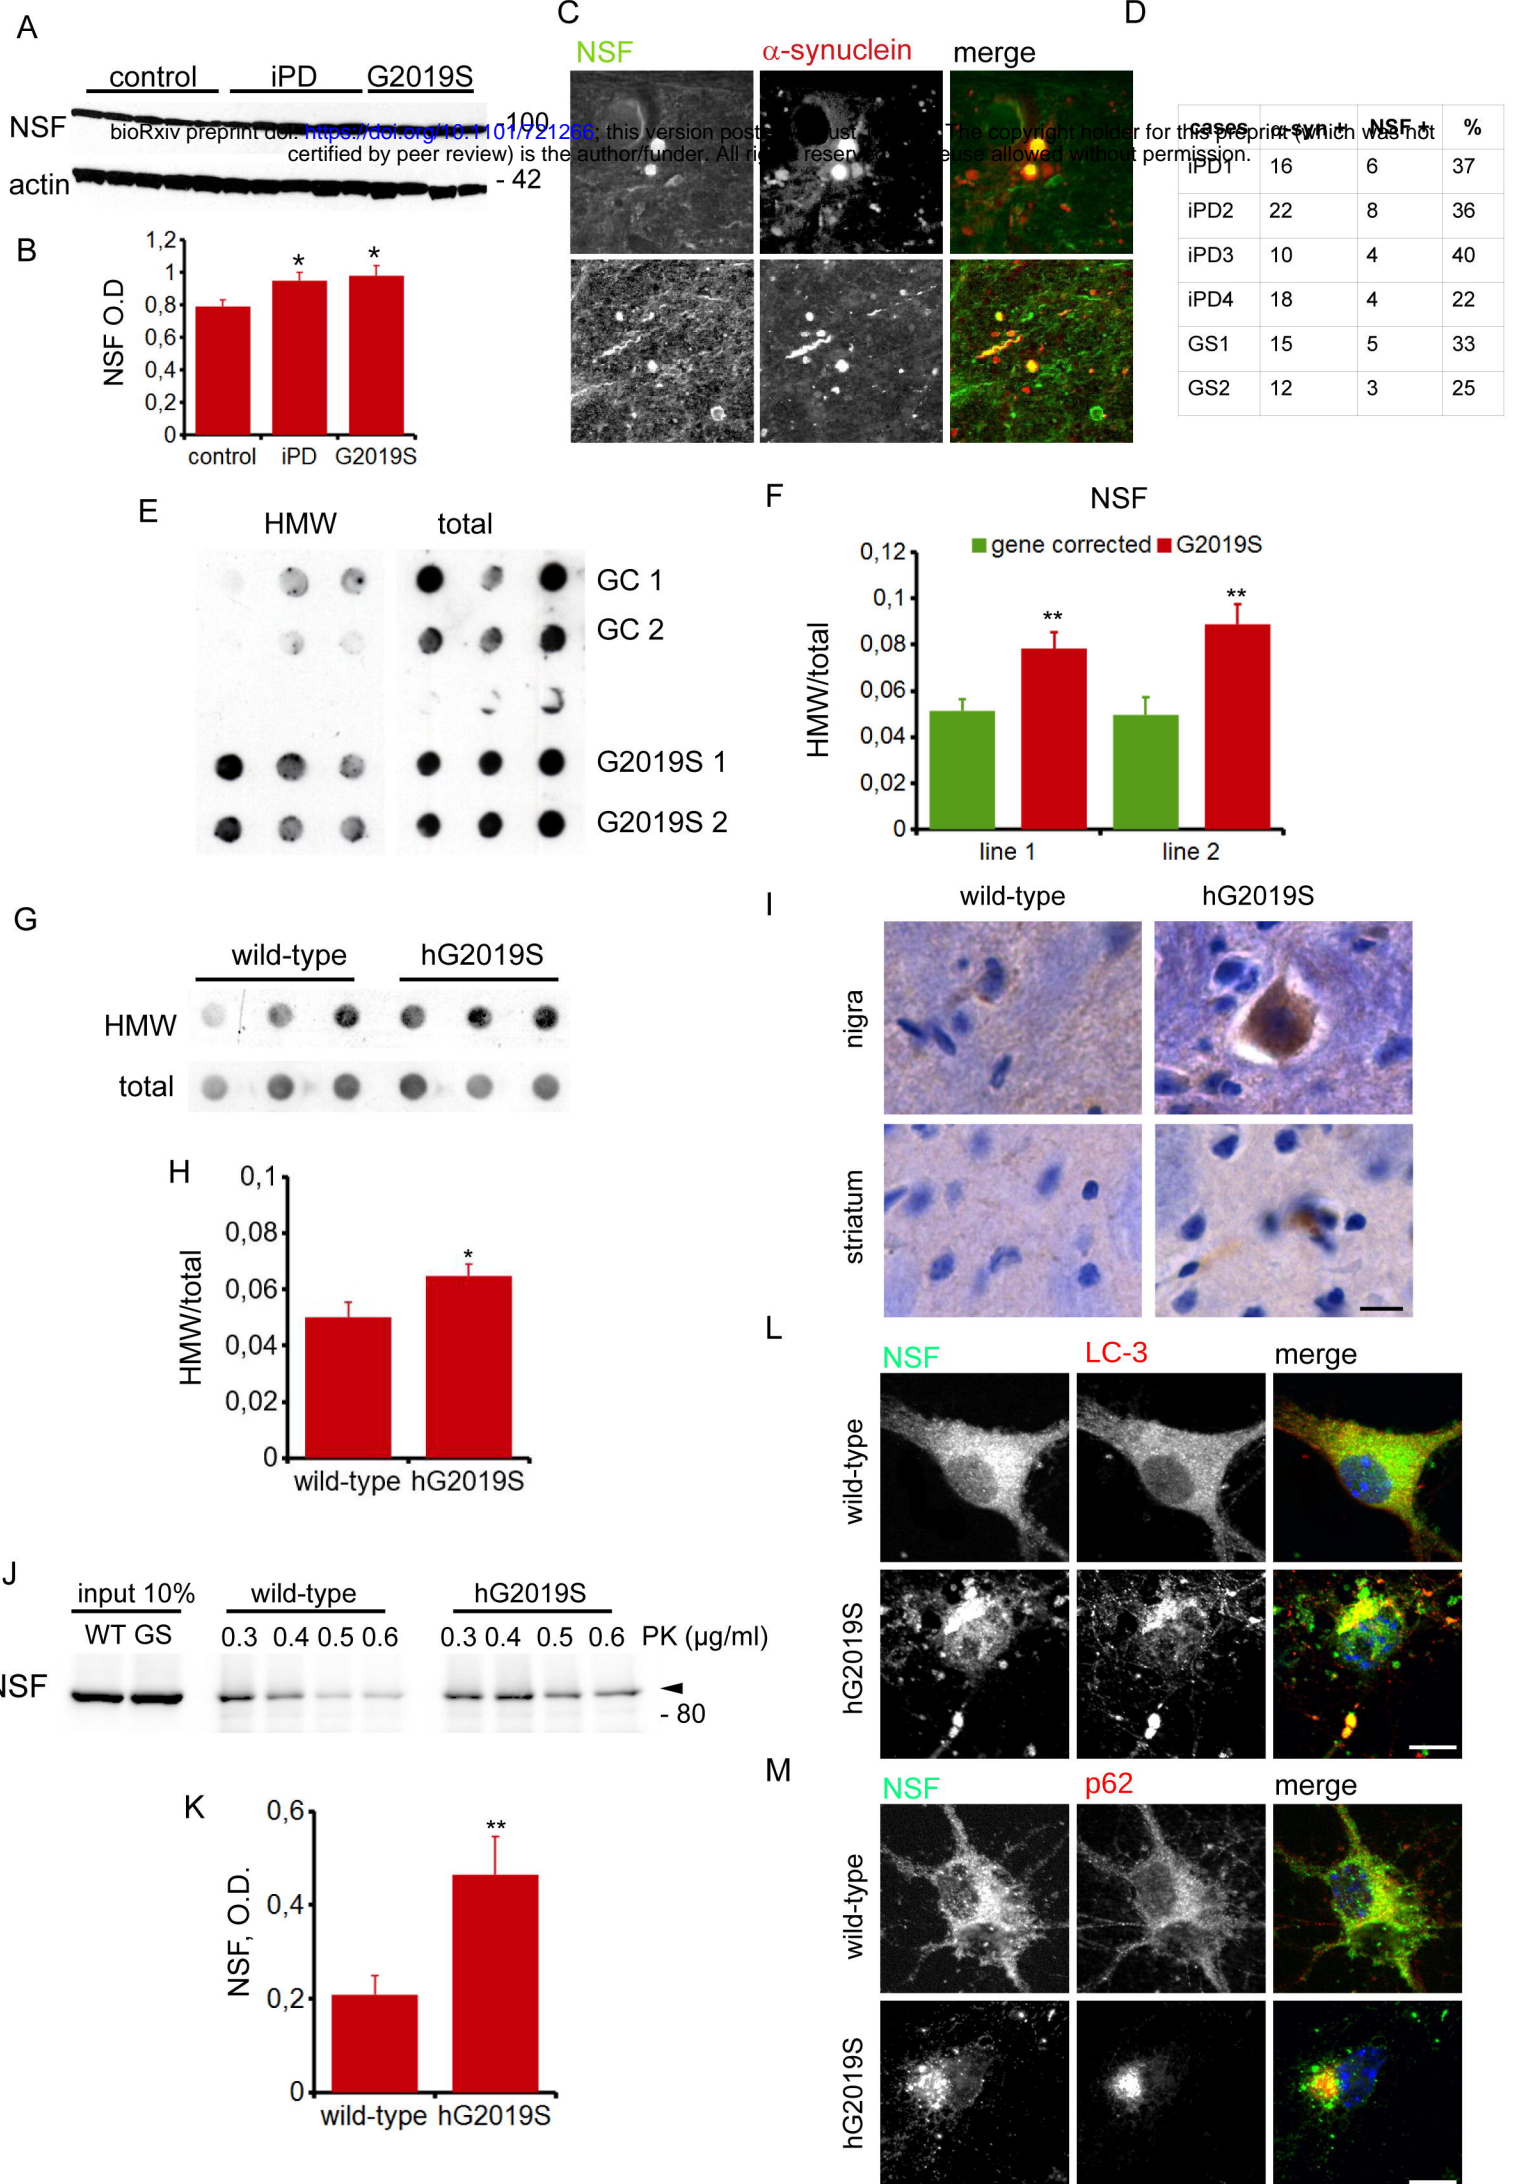 A
control iPD G2019S
NSF
-100
actin
- 42
bioRxiv preprint doi: https://doi.org/10.1101/721266; this version posted August The copyright holder for this preprint (which was not
certified by peer review) is the author/funder. All rights reserved. reuse allowed without permission.
B
NSF O.D
1,2
1
0,8
0,6
0,4
0,2
0
* *
control iPD G2019S
C
NSF α-synuclein merge
D
cases α-syn + NSF + %
iPD1 16 6 37
iPD2 22 8 36
iPD3 10 4 40
iPD4 18 4 22
GS1 15 5 33
GS2 12 3 25
E
HMW total
GC 1
GC 2
G2019S 1
G2019S 2
F
NSF
gene corrected G2019S
HMW/total
0,12
0,1
0,08
0,06
0,04
0,02
0
** **
line 1 line 2
G
wild-type hG2019S
HMW
total
H
HMW/total
0,1
0,08
0,06
0,04
0,02
0
*
wild-type hG2019S
I
wild-type hG2019S
nigra
striatum
J
input 10% wild-type hG2019S
WT GS 0.3 0.4 0.5 0.6 0.3 0.4 0.5 0.6 PK (µg/ml)
NSF
- 80
K
NSF, O.D.
0,6
0,4
0,2
0
**
wild-type hG2019S
L
NSF LC-3 merge
wild-type
hG2019S
M
NSF p62 merge
wild-type
hG2019S